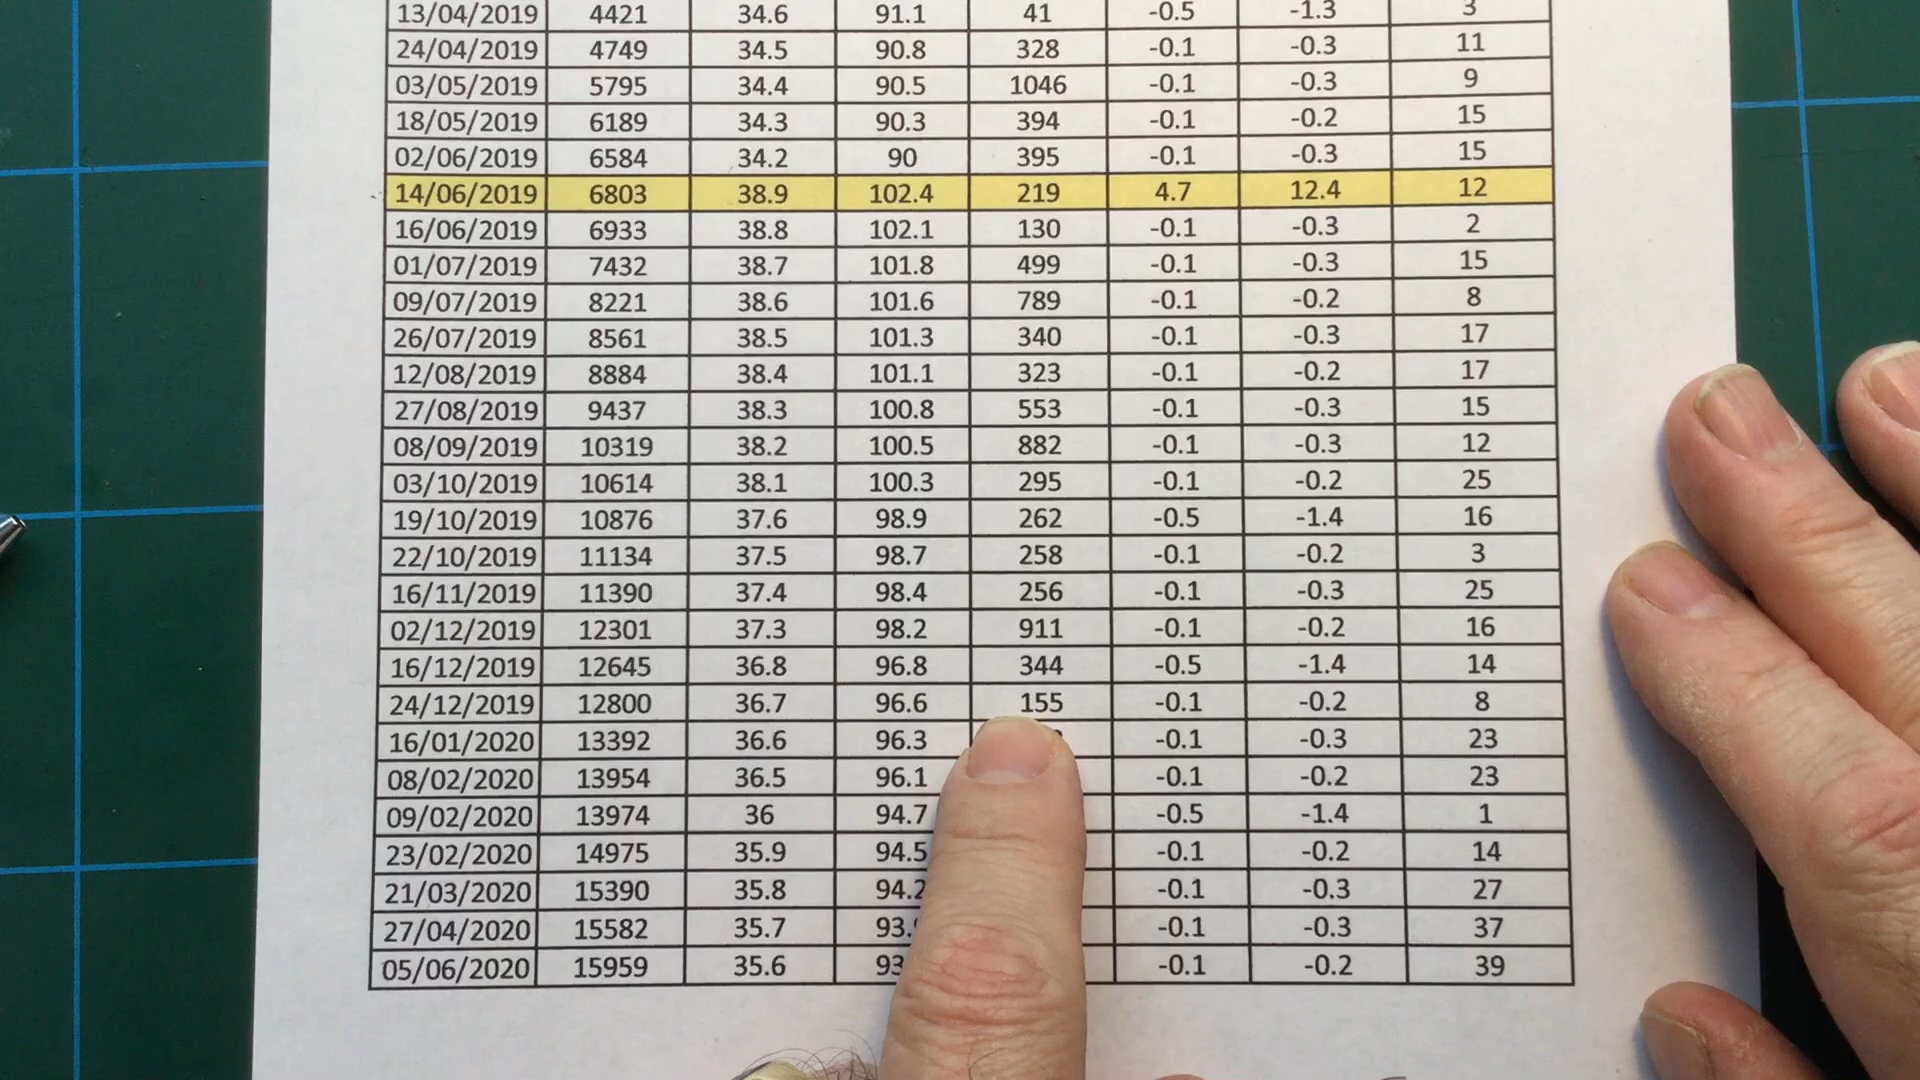 13/04/2019 4421 34.6 91.1 41 -0.5 -1.3 3
24/04/2019 4749 34.5 90.8 328 -0.1 -0.3 11
03/05/2019 5795 34.4 90.5 1046 -0.1 -0.3 9
18/05/2019 6189 34.3 90.3 394 -0.1 -0.2 15
02/06/2019 6584 34.2 90 395 -0.1 -0.3 15
14/06/2019 6803 38.9 102.4 219 4.7 12.4 12
16/06/2019 6933 38.8 102.1 130 -0.1 -0.3 2
01/07/2019 7432 38.7 101.8 499 -0.1 -0.3 15
09/07/2019 8221 38.6 101.6 789 -0.1 -0.2 8
26/07/2019 8561 38.5 101.3 340 -0.1 -0.3 17
12/08/2019 8884 38.4 101.1 323 -0.1 -0.2 17
27/08/2019 9437 38.3 100.8 553 -0.1 -0.3 15
08/09/2019 10319 38.2 100.5 882 -0.1 -0.3 12
03/10/2019 10614 38.1 100.3 295 -0.1 -0.2 25
19/10/2019 10876 37.6 98.9 262 -0.5 -1.4 16
22/10/2019 11134 37.5 98.7 258 -0.1 -0.2 3
16/11/2019 11390 37.4 98.4 256 -0.1 -0.3 25
02/12/2019 12301 37.3 98.2 911 -0.1 -0.2 16
16/12/2019 12645 36.8 96.8 344 -0.5 -1.4 14
24/12/2019 12800 36.7 96.6 155 -0.1 -0.2 8
16/01/2020 13392 36.6 96.3 -0.1 -0.3 23
08/02/2020 13954 36.5 96.1 -0.1 -0.2 23
09/02/2020 13974 36 94.7 -0.5 -1.4 1
23/02/2020 14975 35.9 94.5 -0.1 -0.2 14
21/03/2020 15390 35.8 94.2 -0.1 -0.3 27
27/04/2020 15582 35.7 -0.1 -0.3 37
05/06/2020 15959 35.6 -0.1 -0.2 39